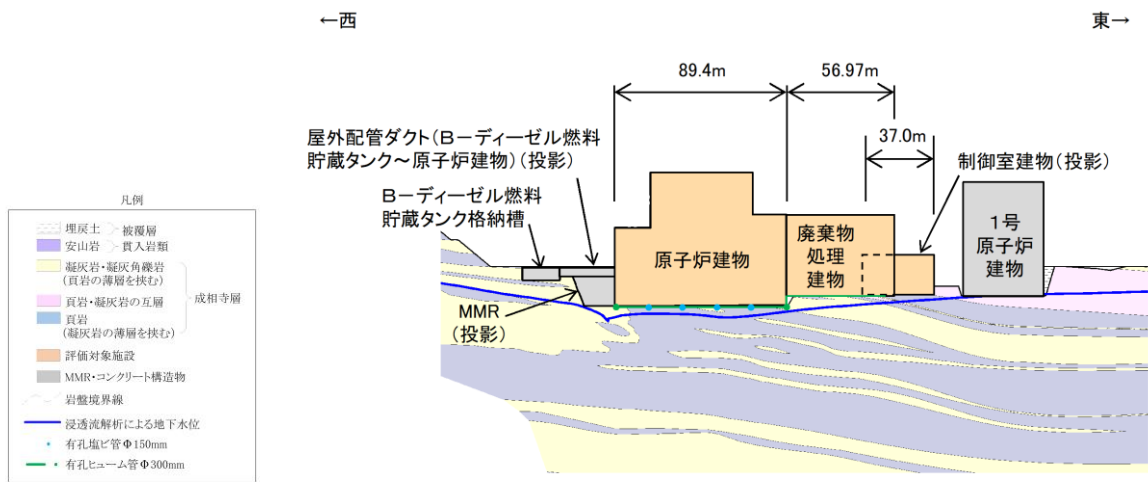 ←西
東→
89.4m
56.97m
37.0m
屋外配管ダクト(B-ディーゼル燃料
貯蔵タンク~原子炉建物)(投影)
制御室建物(投影)
B-ディーゼル燃料
貯蔵タンク格納槽
原子炉建物
廃棄物
処理
建物
1号
原子炉
建物
MMR
(投影)
凡例
埋戻土
被覆層
安山岩
貫入岩類
凝灰岩・凝灰角礫岩
(頁岩の薄層を挟む)
頁岩・凝灰岩の互層
成相寺層
頁岩
(凝灰岩の薄層を挟む)
評価対象施設
MMR・コンクリート構造物
岩盤境界線
浸透流解析による地下水位
有孔塩ビ管Φ150mm
有孔ヒューム管Φ300mm